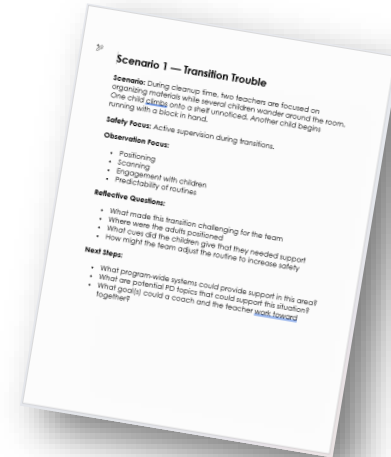 Scenario 1 — Transition Trouble
Scenario: During cleanup time, two teachers are focused on
organizing materials while several children wander around the room.
One child climbs onto a shelf unnoticed. Another child begins
running with a block in hand.
Safety Focus: Active supervision during transitions.
Observation Focus:
• Positioning
• Scanning
• Engagement with children
• Predictability of routines
Reflective Questions:
• What made this transition challenging for the team
• Where were the adults positioned
• What cues did the children give that they needed support
• How might the team adjust the routine to increase safety
Next Steps:
• What program-wide systems could provide support in this area?
• What are potential PD topics that could support this situation?
• What goal(s) could a coach and the teacher work toward
together?